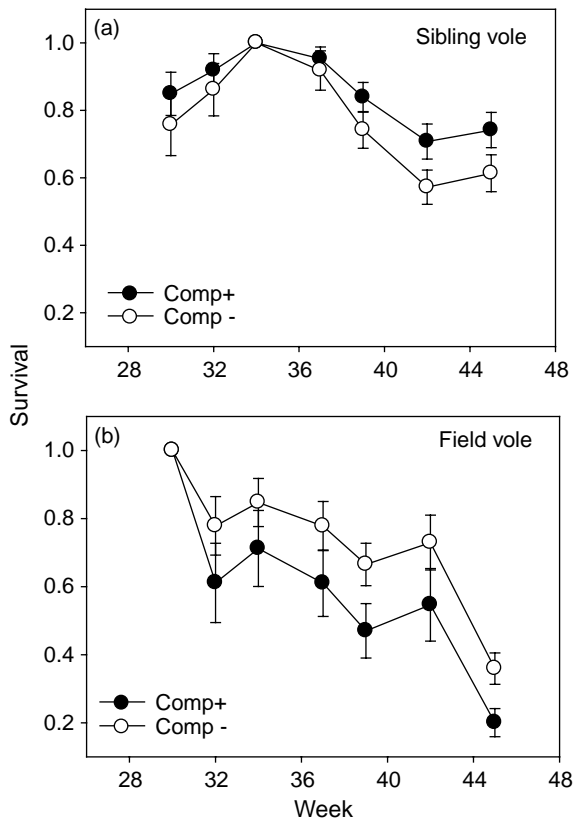 (a)
Sibling vole
1.0
0.8
0.6
0.4
0.2
Comp+
Comp -
28 32 36 40 44 48
Survival
(b)
Field vole
1.0
0.8
0.6
0.4
0.2
Comp+
Comp -
28 32 36 40 44 48
Week